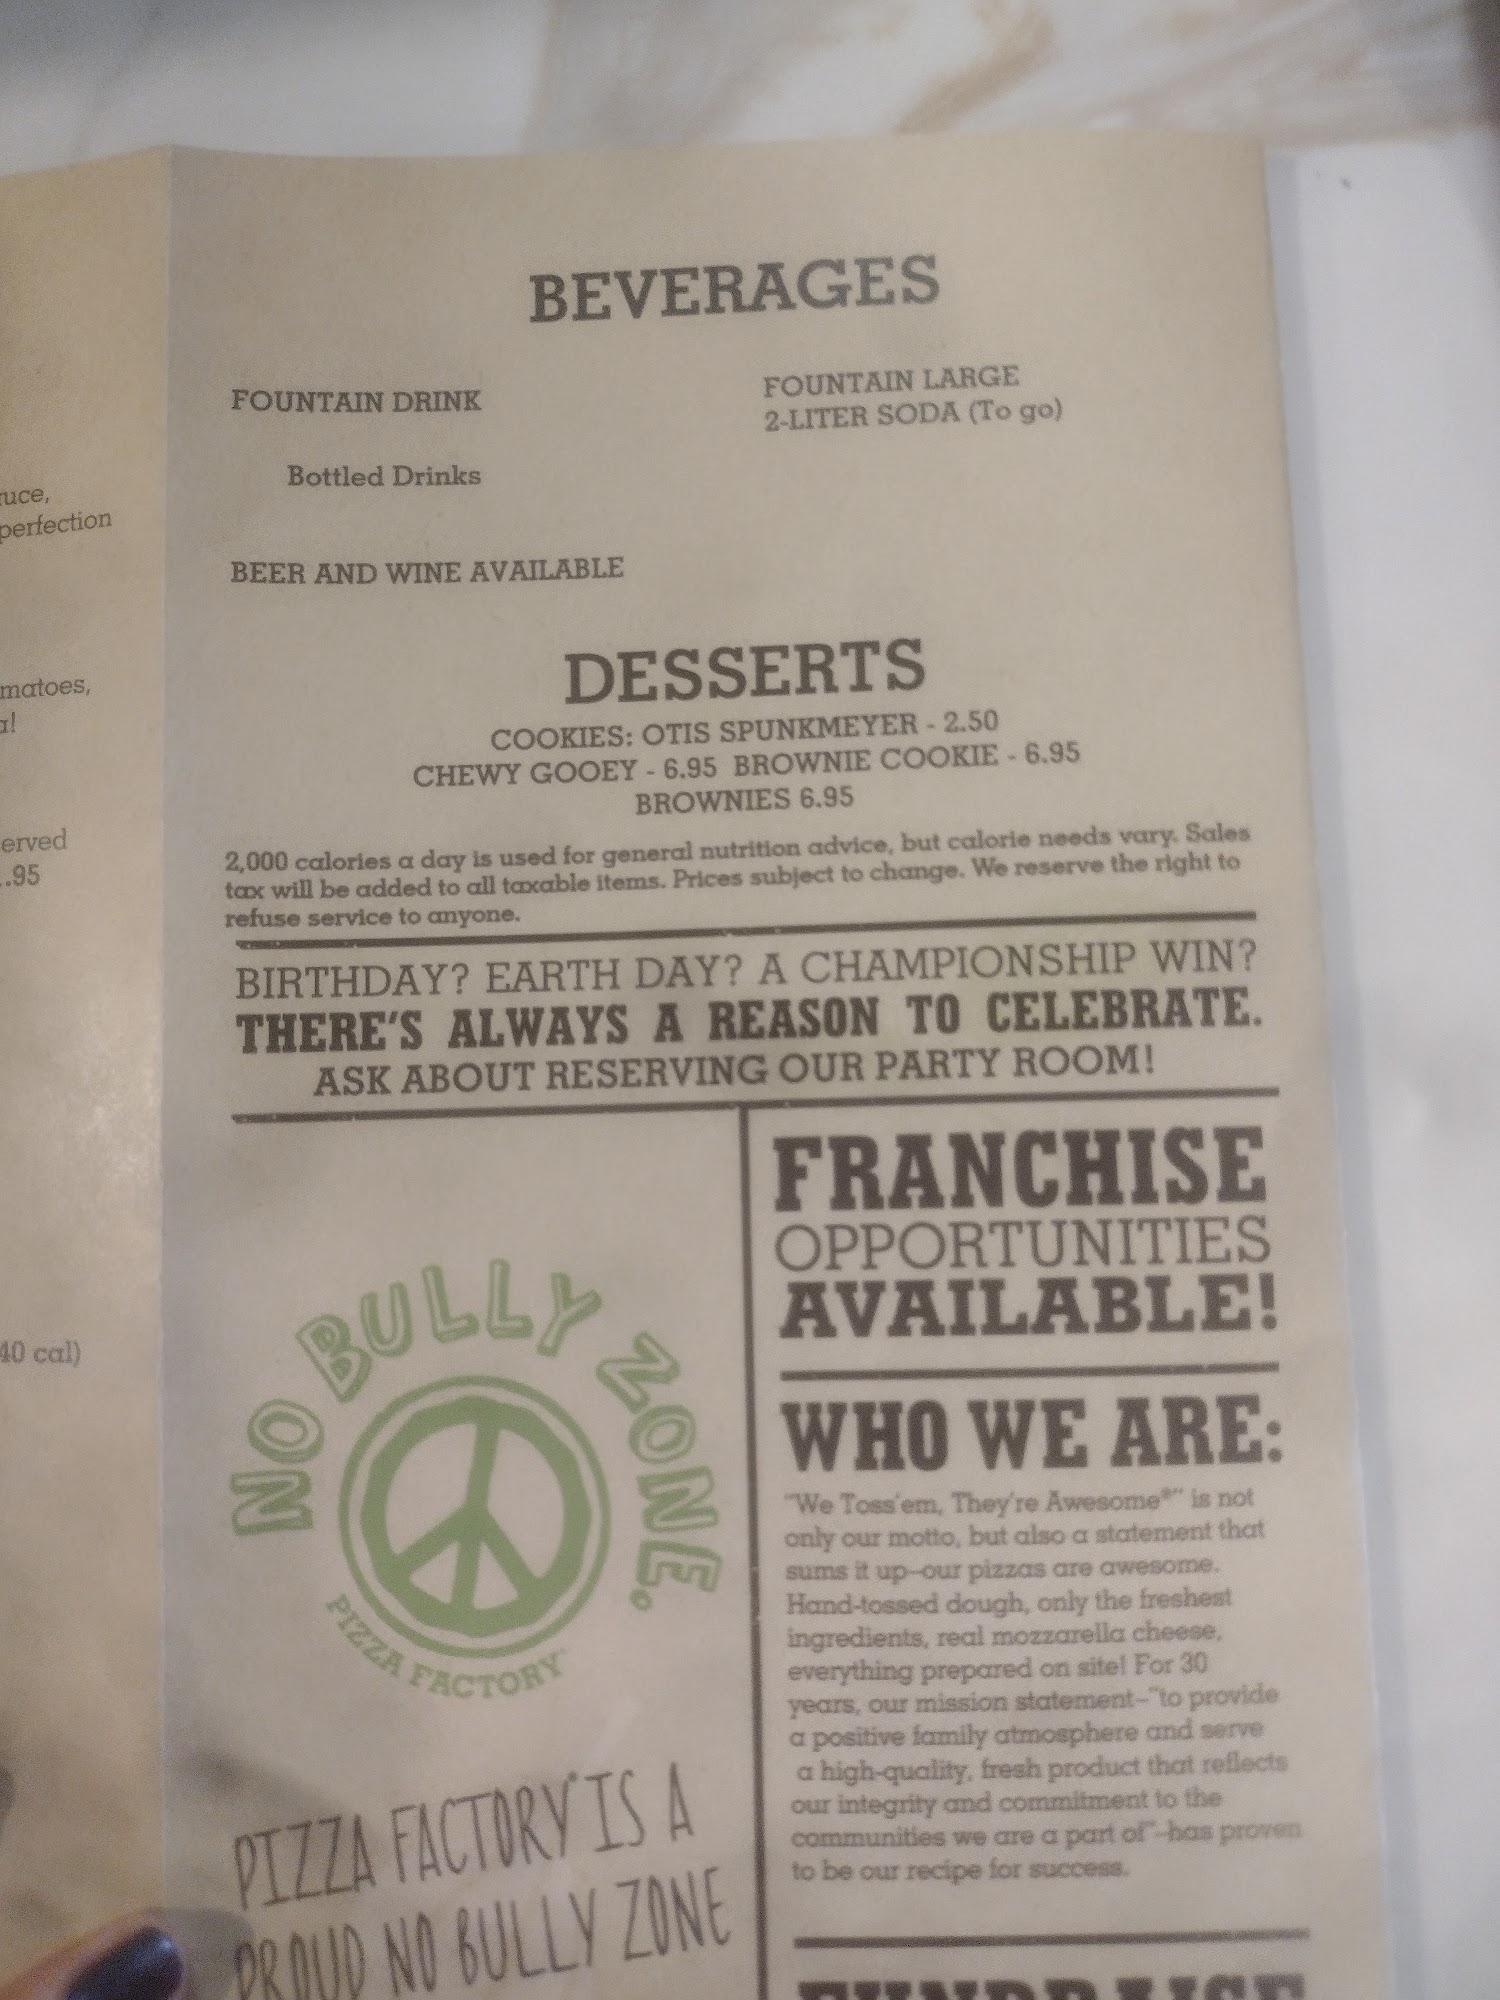 uce,
perfection
matoes,
a!
erved
.95
40 cal)
BEVERAGES
FOUNTAIN DRINK
FOUNTAIN LARGE
2-LITER SODA (To go)
Bottled Drinks
BEER AND WINE AVAILABLE
DESSERTS
COOKIES: OTIS SPUNKMEYER - 2.50
CHEWY GOOEY - 6.95 BROWNIE COOKIE - 6.95
BROWNIES 6.95
2,000 calories a day is used for general nutrition advice, but calorie needs vary. Sales
tax will be added to all taxable items. Prices subject to change. We reserve the right to
refuse service to anyone.
BIRTHDAY? EARTH DAY? A CHAMPIONSHIP WIN?
THERE'S ALWAYS A REASON TO CELEBRATE.
ASK ABOUT RESERVING OUR PARTY ROOM!
NO BULLY ZONE.
PIZZA FACTORY
PIZZA FACTORY® IS A
PROUD NO BULLY ZONE
FRANCHISE
OPPORTUNITIES
AVAILABLE!
WHO WE ARE:
"We Toss'em, They're Awesome®" is not
only our motto, but also a statement that
sums it up–our pizzas are awesome.
Hand-tossed dough, only the freshest
ingredients, real mozzarella cheese,
everything prepared on site! For 30
years, our mission statement–"to provide
a positive family atmosphere and serve
a high-quality, fresh product that reflects
our integrity and commitment to the
communities we are a part of"–has proven
to be our recipe for success.
FUNDRAISE